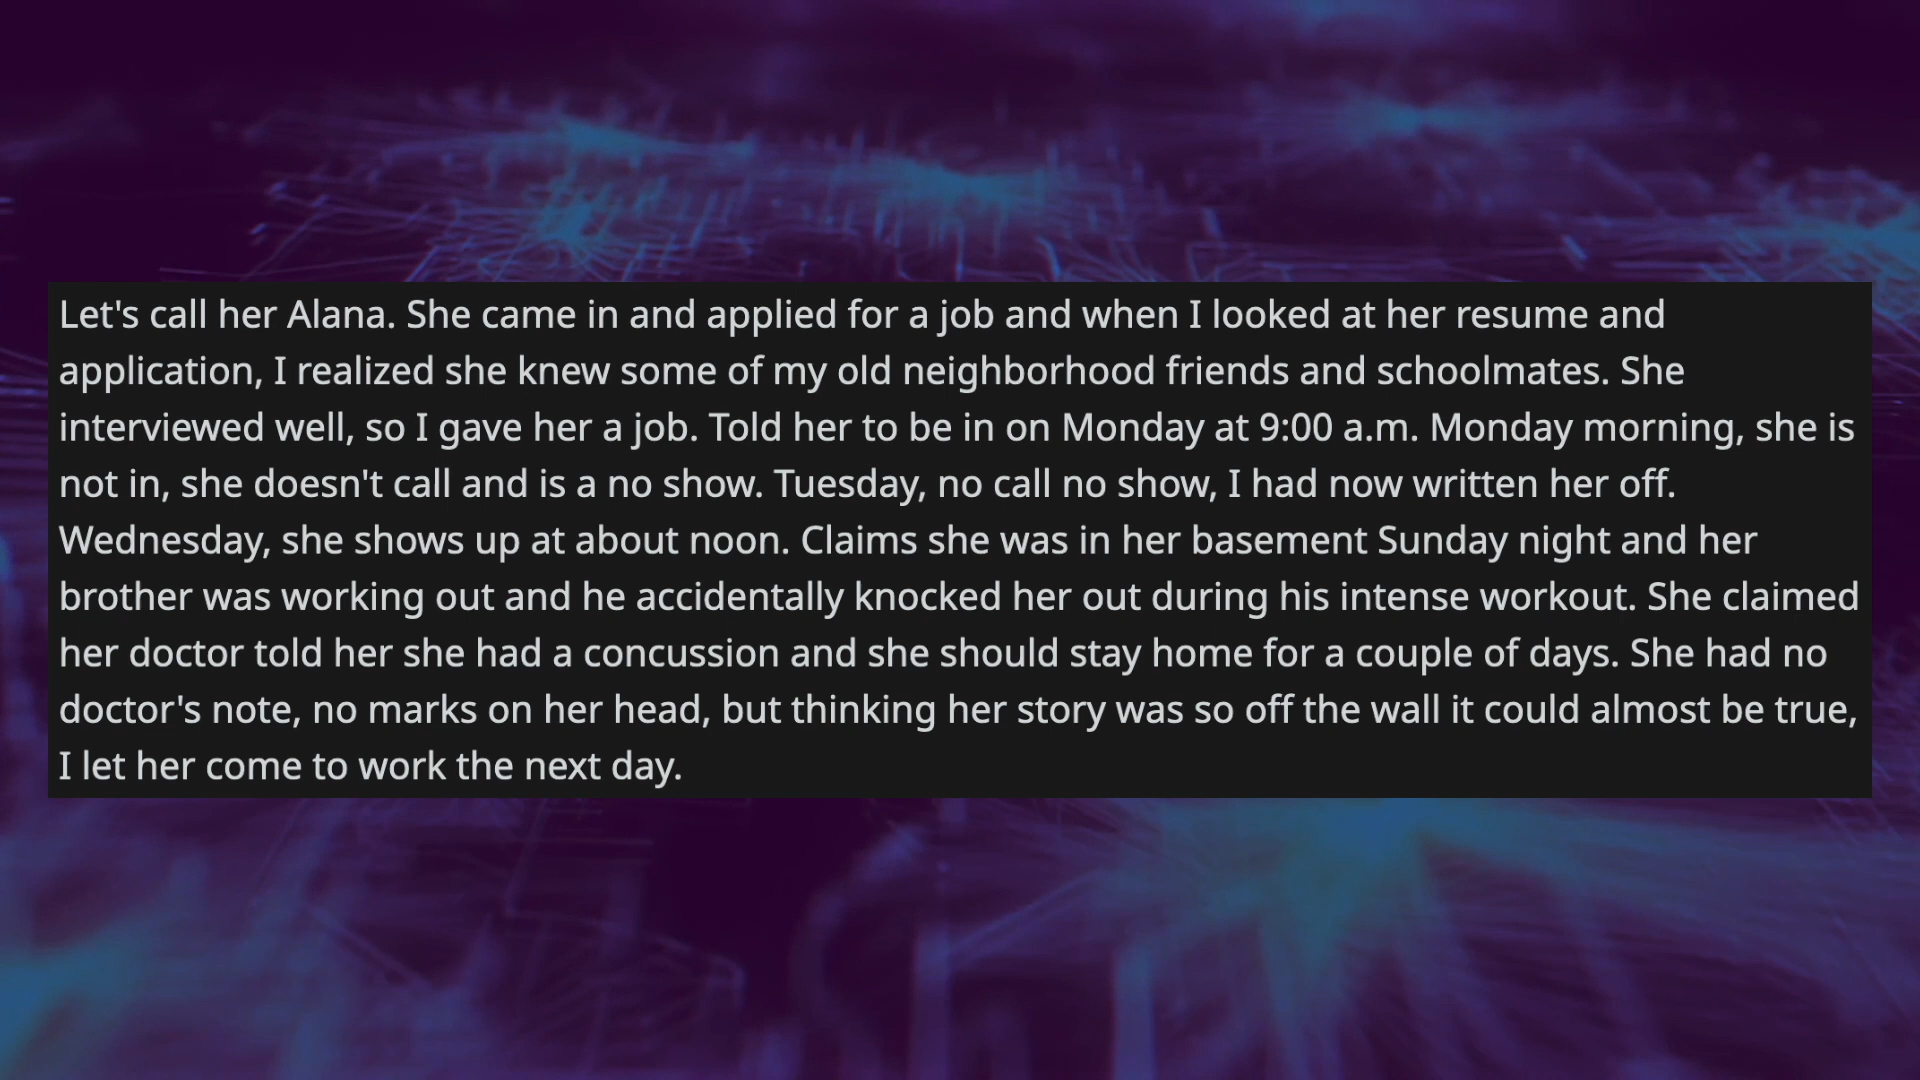 Let's call her Alana. She came in and applied for a job and when I looked at her resume and
application, I realized she knew some of my old neighborhood friends and schoolmates. She
interviewed well, so I gave her a job. Told her to be in on Monday at 9:00 a.m. Monday morning, she is
not in, she doesn't call and is a no show. Tuesday, no call no show, I had now written her off.
Wednesday, she shows up at about noon. Claims she was in her basement Sunday night and her
brother was working out and he accidentally knocked her out during his intense workout. She claimed
her doctor told her she had a concussion and she should stay home for a couple of days. She had no
doctor's note, no marks on her head, but thinking her story was so off the wall it could almost be true,
I let her come to work the next day.